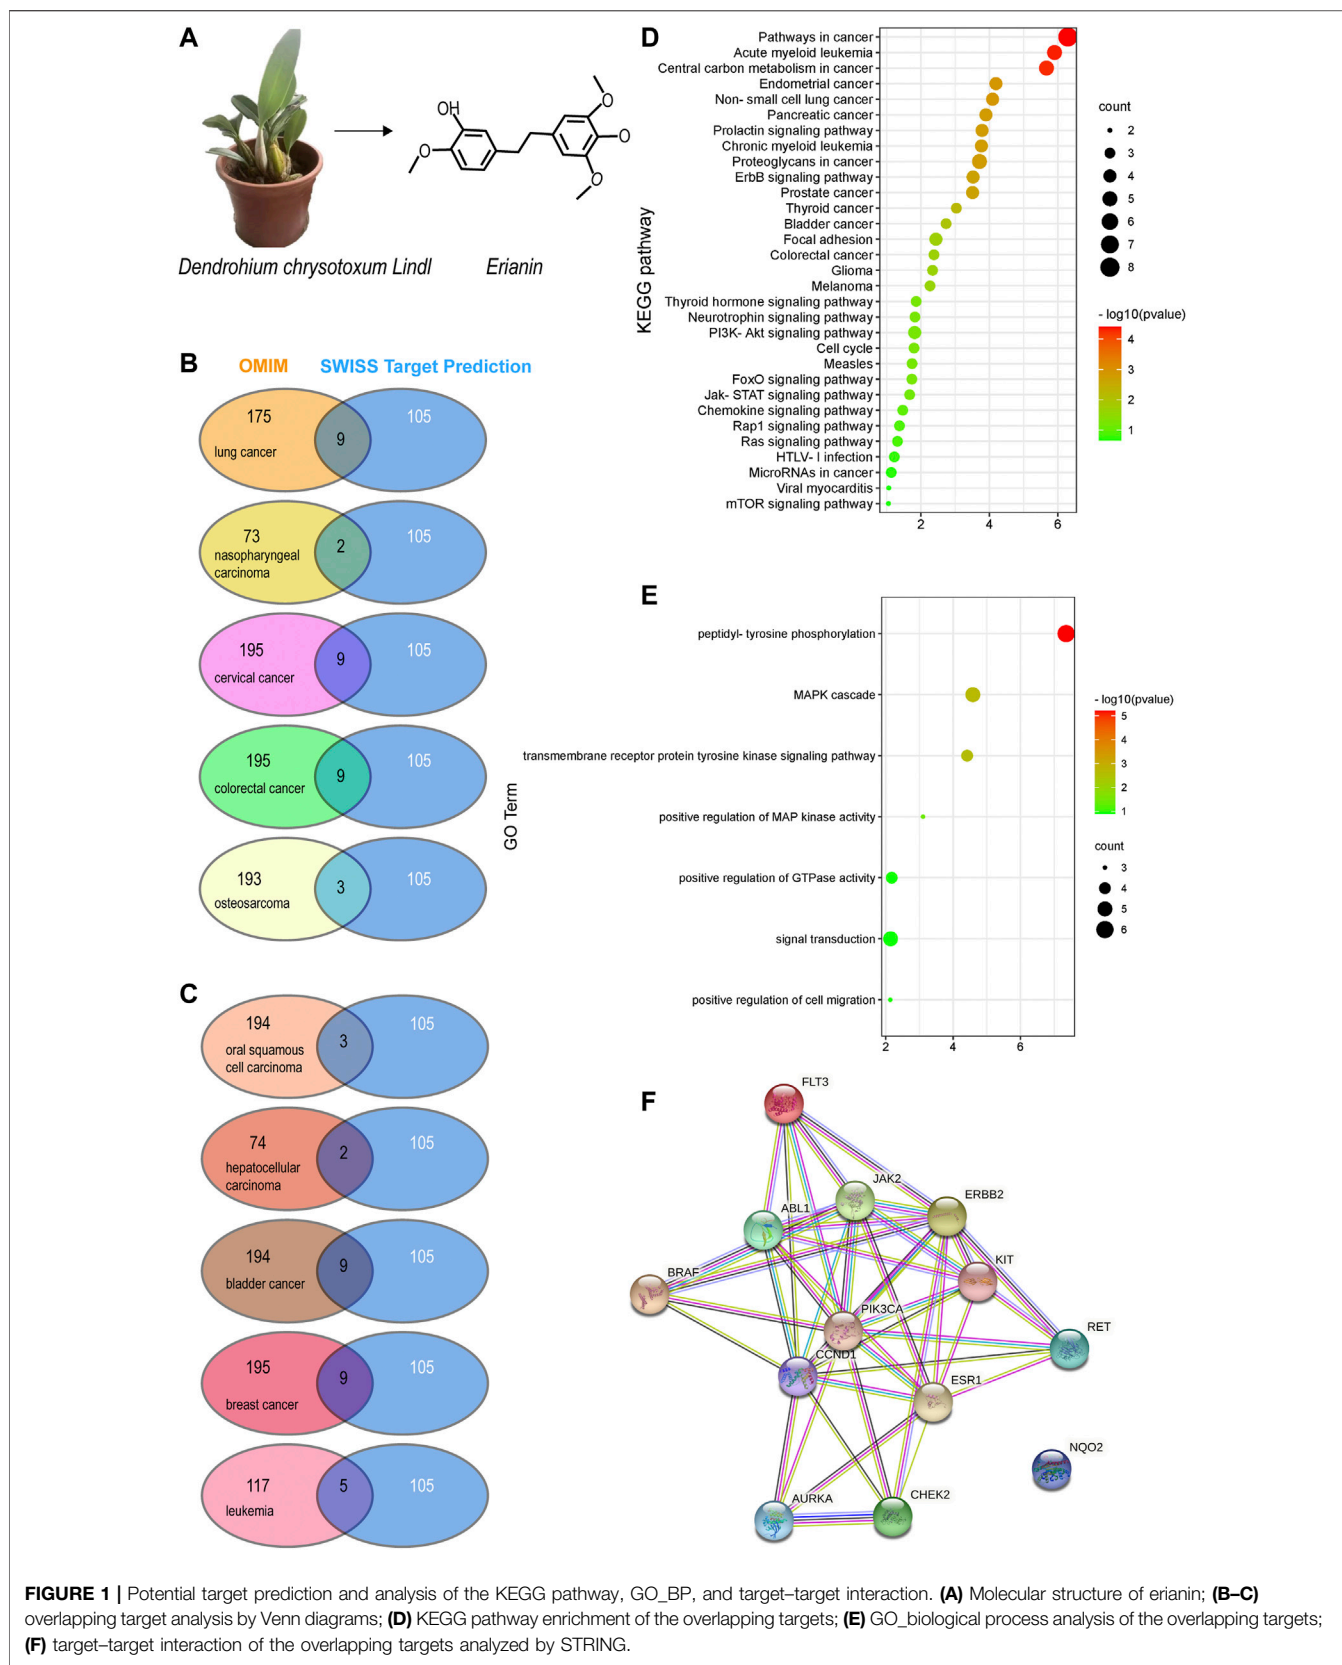 A
OH
O
O
O
O
Dendrohium chrysotoxum Lindl
Erianin
B
OMIM
SWISS Target Prediction
175
lung cancer
9
105
73
nasopharyngeal
carcinoma
2
105
195
cervical cancer
9
105
195
colorectal cancer
9
105
193
osteosarcoma
3
105
C
194
oral squamous
cell carcinoma
3
105
74
hepatocellular
carcinoma
2
105
194
bladder cancer
9
105
195
breast cancer
9
105
117
leukemia
5
105
D
KEGG pathway
Pathways in cancer
Acute myeloid leukemia
Central carbon metabolism in cancer
Endometrial cancer
Non- small cell lung cancer
Pancreatic cancer
Prolactin signaling pathway
Chronic myeloid leukemia
Proteoglycans in cancer
ErbB signaling pathway
Prostate cancer
Thyroid cancer
Bladder cancer
Focal adhesion
Colorectal cancer
Glioma
Melanoma
Thyroid hormone signaling pathway
Neurotrophin signaling pathway
PI3K- Akt signaling pathway
Cell cycle
Measles
FoxO signaling pathway
Jak- STAT signaling pathway
Chemokine signaling pathway
Rap1 signaling pathway
Ras signaling pathway
HTLV- I infection
MicroRNAs in cancer
Viral myocarditis
mTOR signaling pathway
2 4 6
count
2
3
4
5
6
7
8
- log10(pvalue)
4
3
2
1
E
GO Term
peptidyl- tyrosine phosphorylation
MAPK cascade
transmembrane receptor protein tyrosine kinase signaling pathway
positive regulation of MAP kinase activity
positive regulation of GTPase activity
signal transduction
positive regulation of cell migration
2 4 6
- log10(pvalue)
5
4
3
2
1
count
3
4
5
6
F
FLT3
JAK2
ERBB2
ABL1
KIT
BRAF
PIK3CA
RET
CCND1
ESR1
NQO2
AURKA
CHEK2
FIGURE 1 | Potential target prediction and analysis of the KEGG pathway, GO_BP, and target–target interaction. (A) Molecular structure of erianin; (B–C)
overlapping target analysis by Venn diagrams; (D) KEGG pathway enrichment of the overlapping targets; (E) GO_biological process analysis of the overlapping targets;
(F) target–target interaction of the overlapping targets analyzed by STRING.